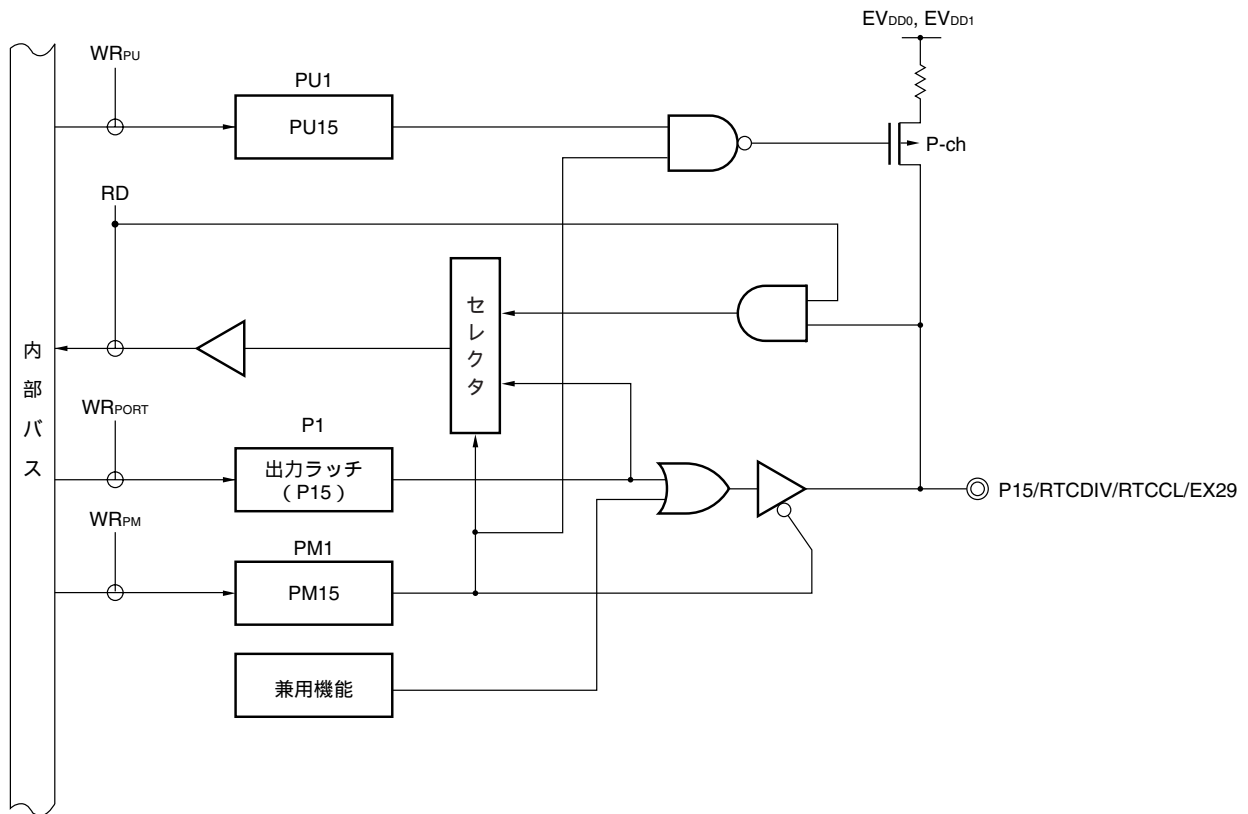 EVDD0, EVDD1
WRPU
PU1
PU15
P-ch
RD
セレクタ
内部バス
WRPORT
P1
出力ラッチ
(P15)
P15/RTCDIV/RTCCL/EX29
WRPM
PM1
PM15
兼用機能